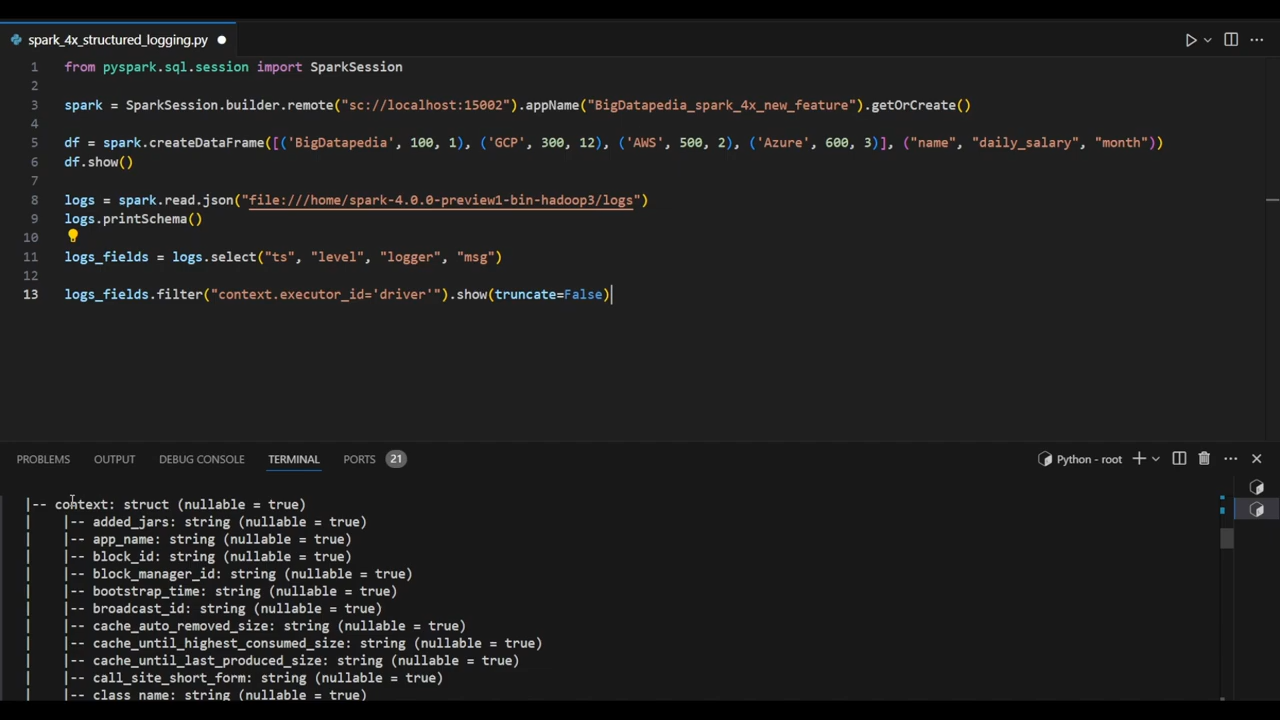 spark_4x_structured_logging.py
1 from pyspark.sql.session import SparkSession
2
3 spark = SparkSession.builder.remote("sc://localhost:15002").appName("BigDatapedia_spark_4x_new_feature").getOrCreate()
4
5 df = spark.createDataFrame([('BigDatapedia', 100, 1), ('GCP', 300, 12), ('AWS', 500, 2), ('Azure', 600, 3)], ("name", "daily_salary", "month"))
6 df.show()
7
8 logs = spark.read.json("file:///home/spark-4.0.0-preview1-bin-hadoop3/logs")
9 logs.printSchema()
10
11 logs_fields = logs.select("ts", "level", "logger", "msg")
12
13 logs_fields.filter("context.executor_id='driver'").show(truncate=False)
PROBLEMS OUTPUT DEBUG CONSOLE TERMINAL PORTS 21 Python - root
|-- context: struct (nullable = true)
| |-- added_jars: string (nullable = true)
| |-- app_name: string (nullable = true)
| |-- block_id: string (nullable = true)
| |-- block_manager_id: string (nullable = true)
| |-- bootstrap_time: string (nullable = true)
| |-- broadcast_id: string (nullable = true)
| |-- cache_auto_removed_size: string (nullable = true)
| |-- cache_until_highest_consumed_size: string (nullable = true)
| |-- cache_until_last_produced_size: string (nullable = true)
| |-- call_site_short_form: string (nullable = true)
| |-- class_name: string (nullable = true)